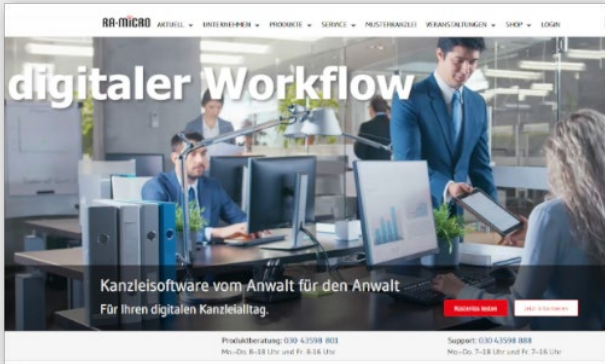 RA-MICRO AKTUELL UNTERNEHMEN PRODUKTE SERVICE MUSTERKANZLEI VERANSTALTUNGEN SHOP LOGIN
digitaler Workflow
Kanzleisoftware vom Anwalt für den Anwalt
Für Ihren digitalen Kanzleialltag.
Kostenlos testen
Produktberatung: 030 43598 801
Support: 030 43598 888
Mo.–Do. 8–18 Uhr und Fr. 8-16 Uhr
Mo.–Do. 7–18 Uhr und Fr. 7–16 Uhr